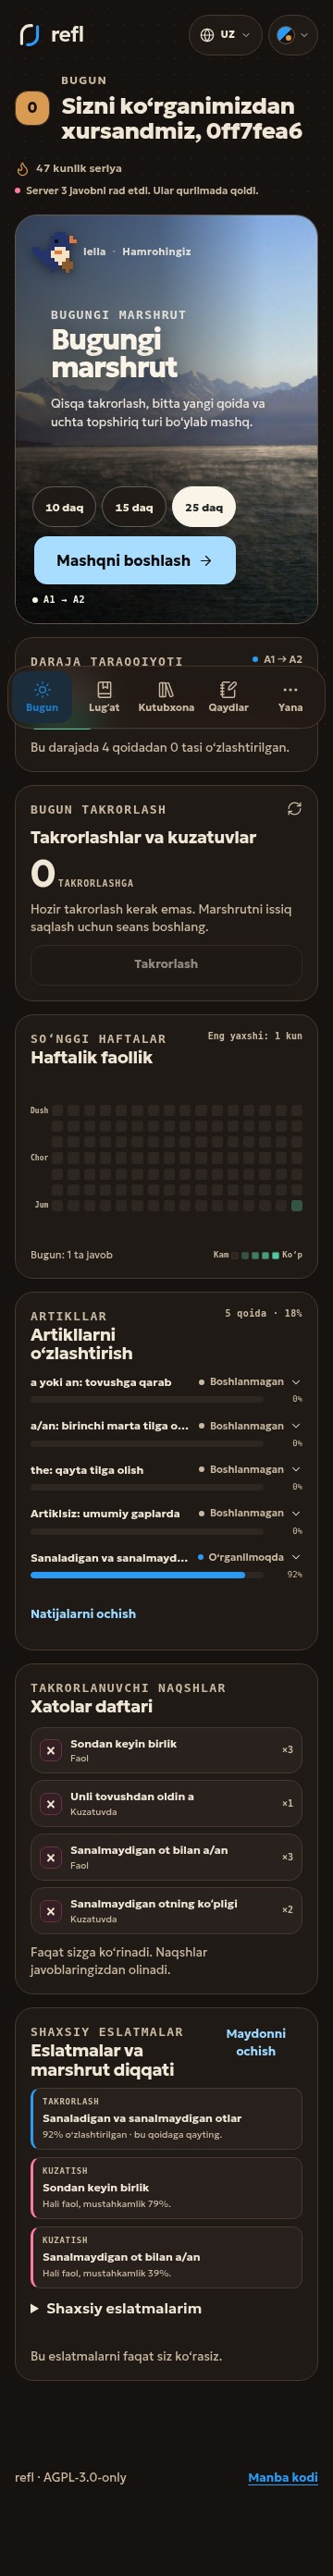 refl
UZ
BUGUN
0
Sizni ko‘rganimizdan
xursandmiz, 0ff7fea6
47 kunlik seriya
Server 3 javobni rad etdi. Ular qurilmada qoldi.
lella · Hamrohingiz
BUGUNGI MARSHRUT
Bugungi
marshrut
Qisqa takrorlash, bitta yangi qoida va
uchta topshiriq turi bo‘ylab mashq.
10 daq
15 daq
25 daq
Mashqni boshlash →
A1 → A2
DARAJA TARAQQIYOTI
A1 → A2
Bugun
Lug‘at
Kutubxona
Qaydlar
Yana
Bu darajada 4 qoidadan 0 tasi o‘zlashtirilgan.
BUGUN TAKRORLASH
Takrorlashlar va kuzatuvlar
0 TAKRORLASHGA
Hozir takrorlash kerak emas. Marshrutni issiq
saqlash uchun seans boshlang.
Takrorlash
SO‘NGGI HAFTALAR
Eng yaxshi: 1 kun
Haftalik faollik
Dush
Chor
Jum
Bugun: 1 ta javob
Kam
Ko‘p
ARTIKLLAR
5 qoida · 18%
Artikllarni
o‘zlashtirish
a yoki an: tovushga qarab
Boshlanmagan
0%
a/an: birinchi marta tilga o...
Boshlanmagan
0%
the: qayta tilga olish
Boshlanmagan
0%
Artiklsiz: umumiy gaplarda
Boshlanmagan
0%
Sanaladigan va sanalmayd...
O‘rganilmoqda
92%
Natijalarni ochish
TAKRORLANUVCHI NAQSHLAR
Xatolar daftari
Sondan keyin birlik
Faol
×3
Unli tovushdan oldin a
Kuzatuvda
×1
Sanalmaydigan ot bilan a/an
Faol
×3
Sanalmaydigan otning ko‘pligi
Kuzatuvda
×2
Faqat sizga ko‘rinadi. Naqshlar
javoblaringizdan olinadi.
SHAXSIY ESLATMALAR
Eslatmalar va
marshrut diqqati
Maydonni
ochish
TAKRORLASH
Sanaladigan va sanalmaydigan otlar
92% o‘zlashtirilgan · bu qoidaga qayting.
KUZATISH
Sondan keyin birlik
Hali faol, mustahkamlik 79%.
KUZATISH
Sanalmaydigan ot bilan a/an
Hali faol, mustahkamlik 39%.
Shaxsiy eslatmalarim
Bu eslatmalarni faqat siz ko‘rasiz.
refl · AGPL-3.0-only
Manba kodi